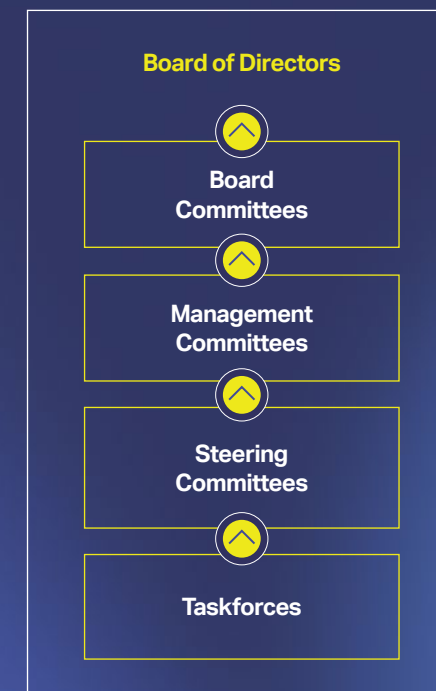 Board of Directors
Board
Committees
Management
Committees
Steering
Committees
Taskforces